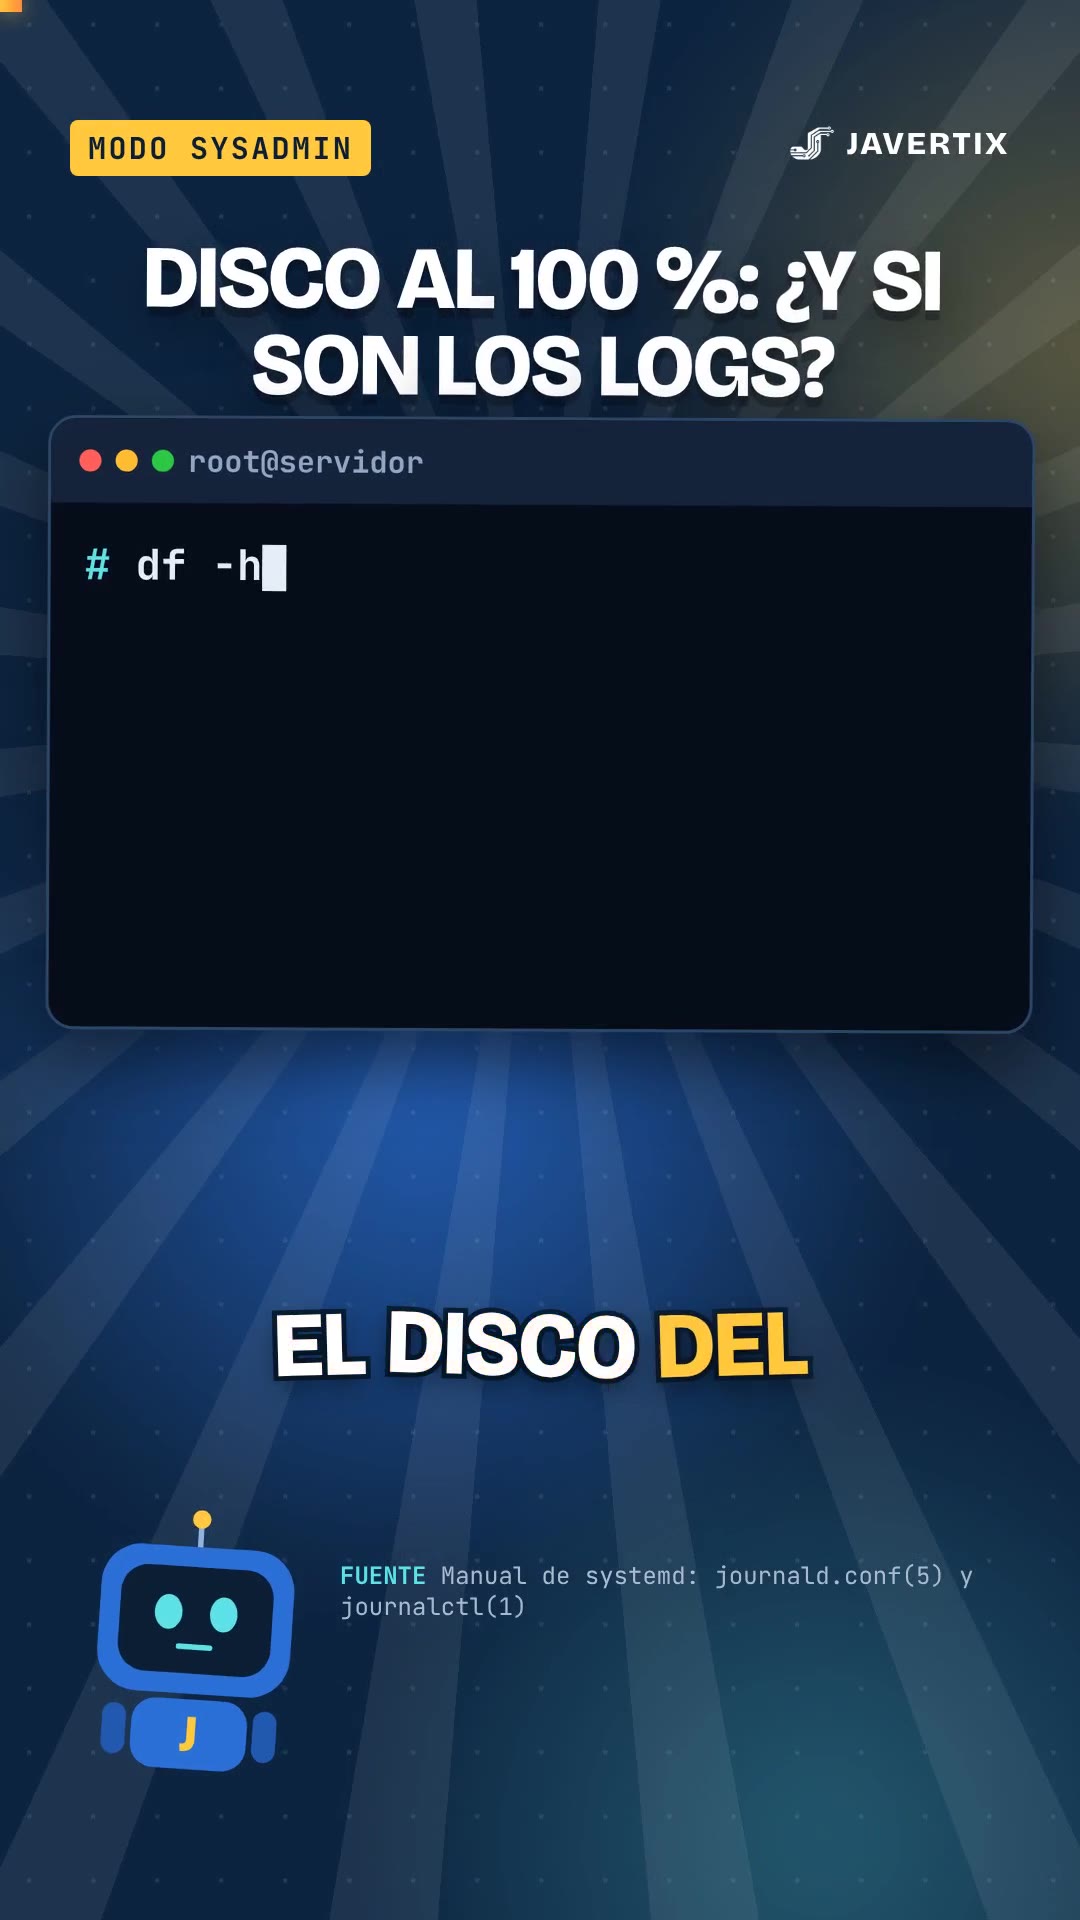 MODO SYSADMIN
JAVERTIX
DISCO AL 100 %: ¿Y SI
SON LOS LOGS?
root@servidor
# df -h
EL DISCO DEL
FUENTE Manual de systemd: journald.conf(5) y
journalctl(1)
J